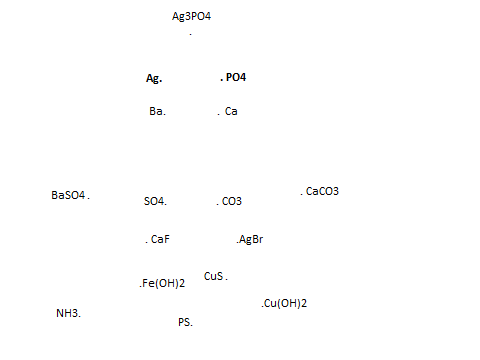 Ag3PO4
.
Ag. . PO4
Ba. . Ca
BaSO4. SO4. . CO3 . CaCO3
. CaF .AgBr
.Fe(OH)2 CuS.
.Cu(OH)2
NH3. PS.